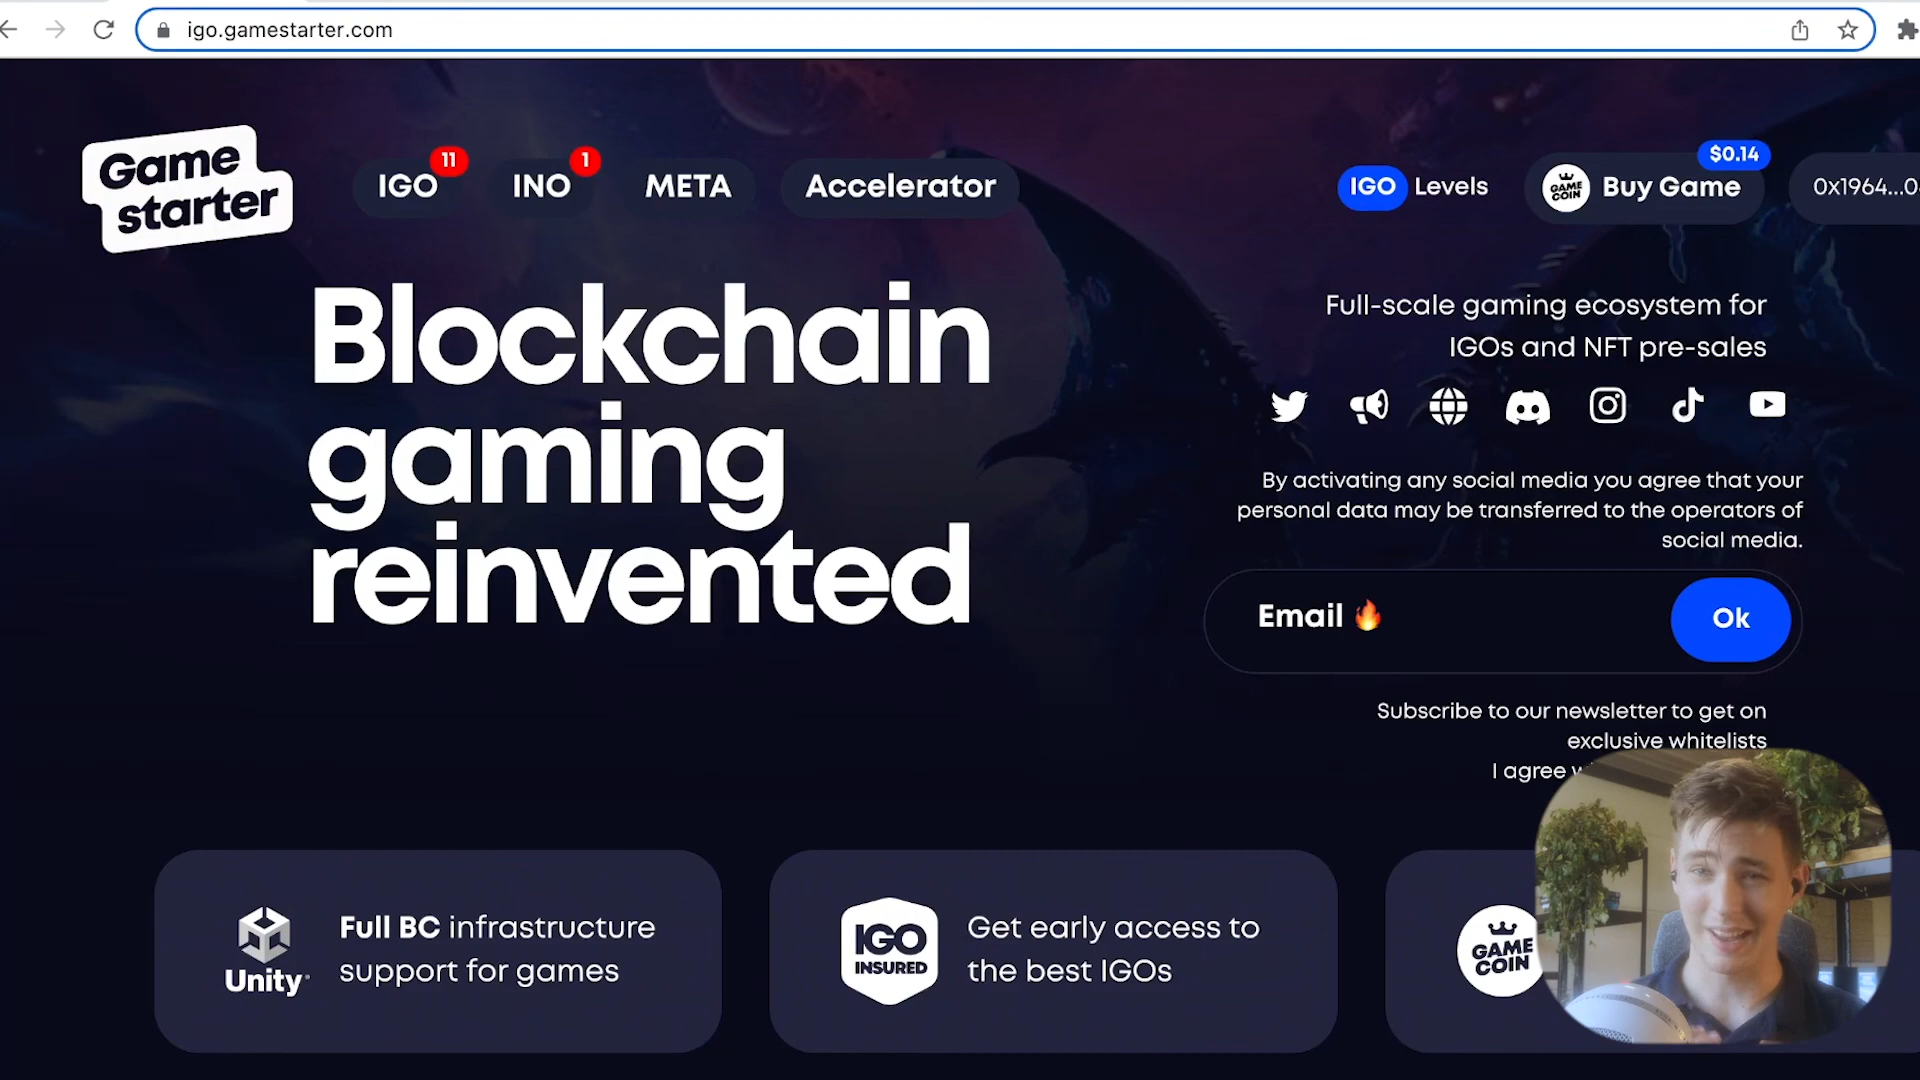 igo.gamestarter.com
Game
starter
IGO
11
INO
1
META
Accelerator
IGO Levels
GAME
COIN
Buy Game
$0.14
0x1964...0
Blockchain
gaming
reinvented
Full-scale gaming ecosystem for
IGOs and NFT pre-sales
By activating any social media you agree that your
personal data may be transferred to the operators of
social media.
Email 🔥
Ok
Subscribe to our newsletter to get on
exclusive whitelists
I agree
Unity
Full BC infrastructure
support for games
IGO
INSURED
Get early access to
the best IGOs
GAME
COIN